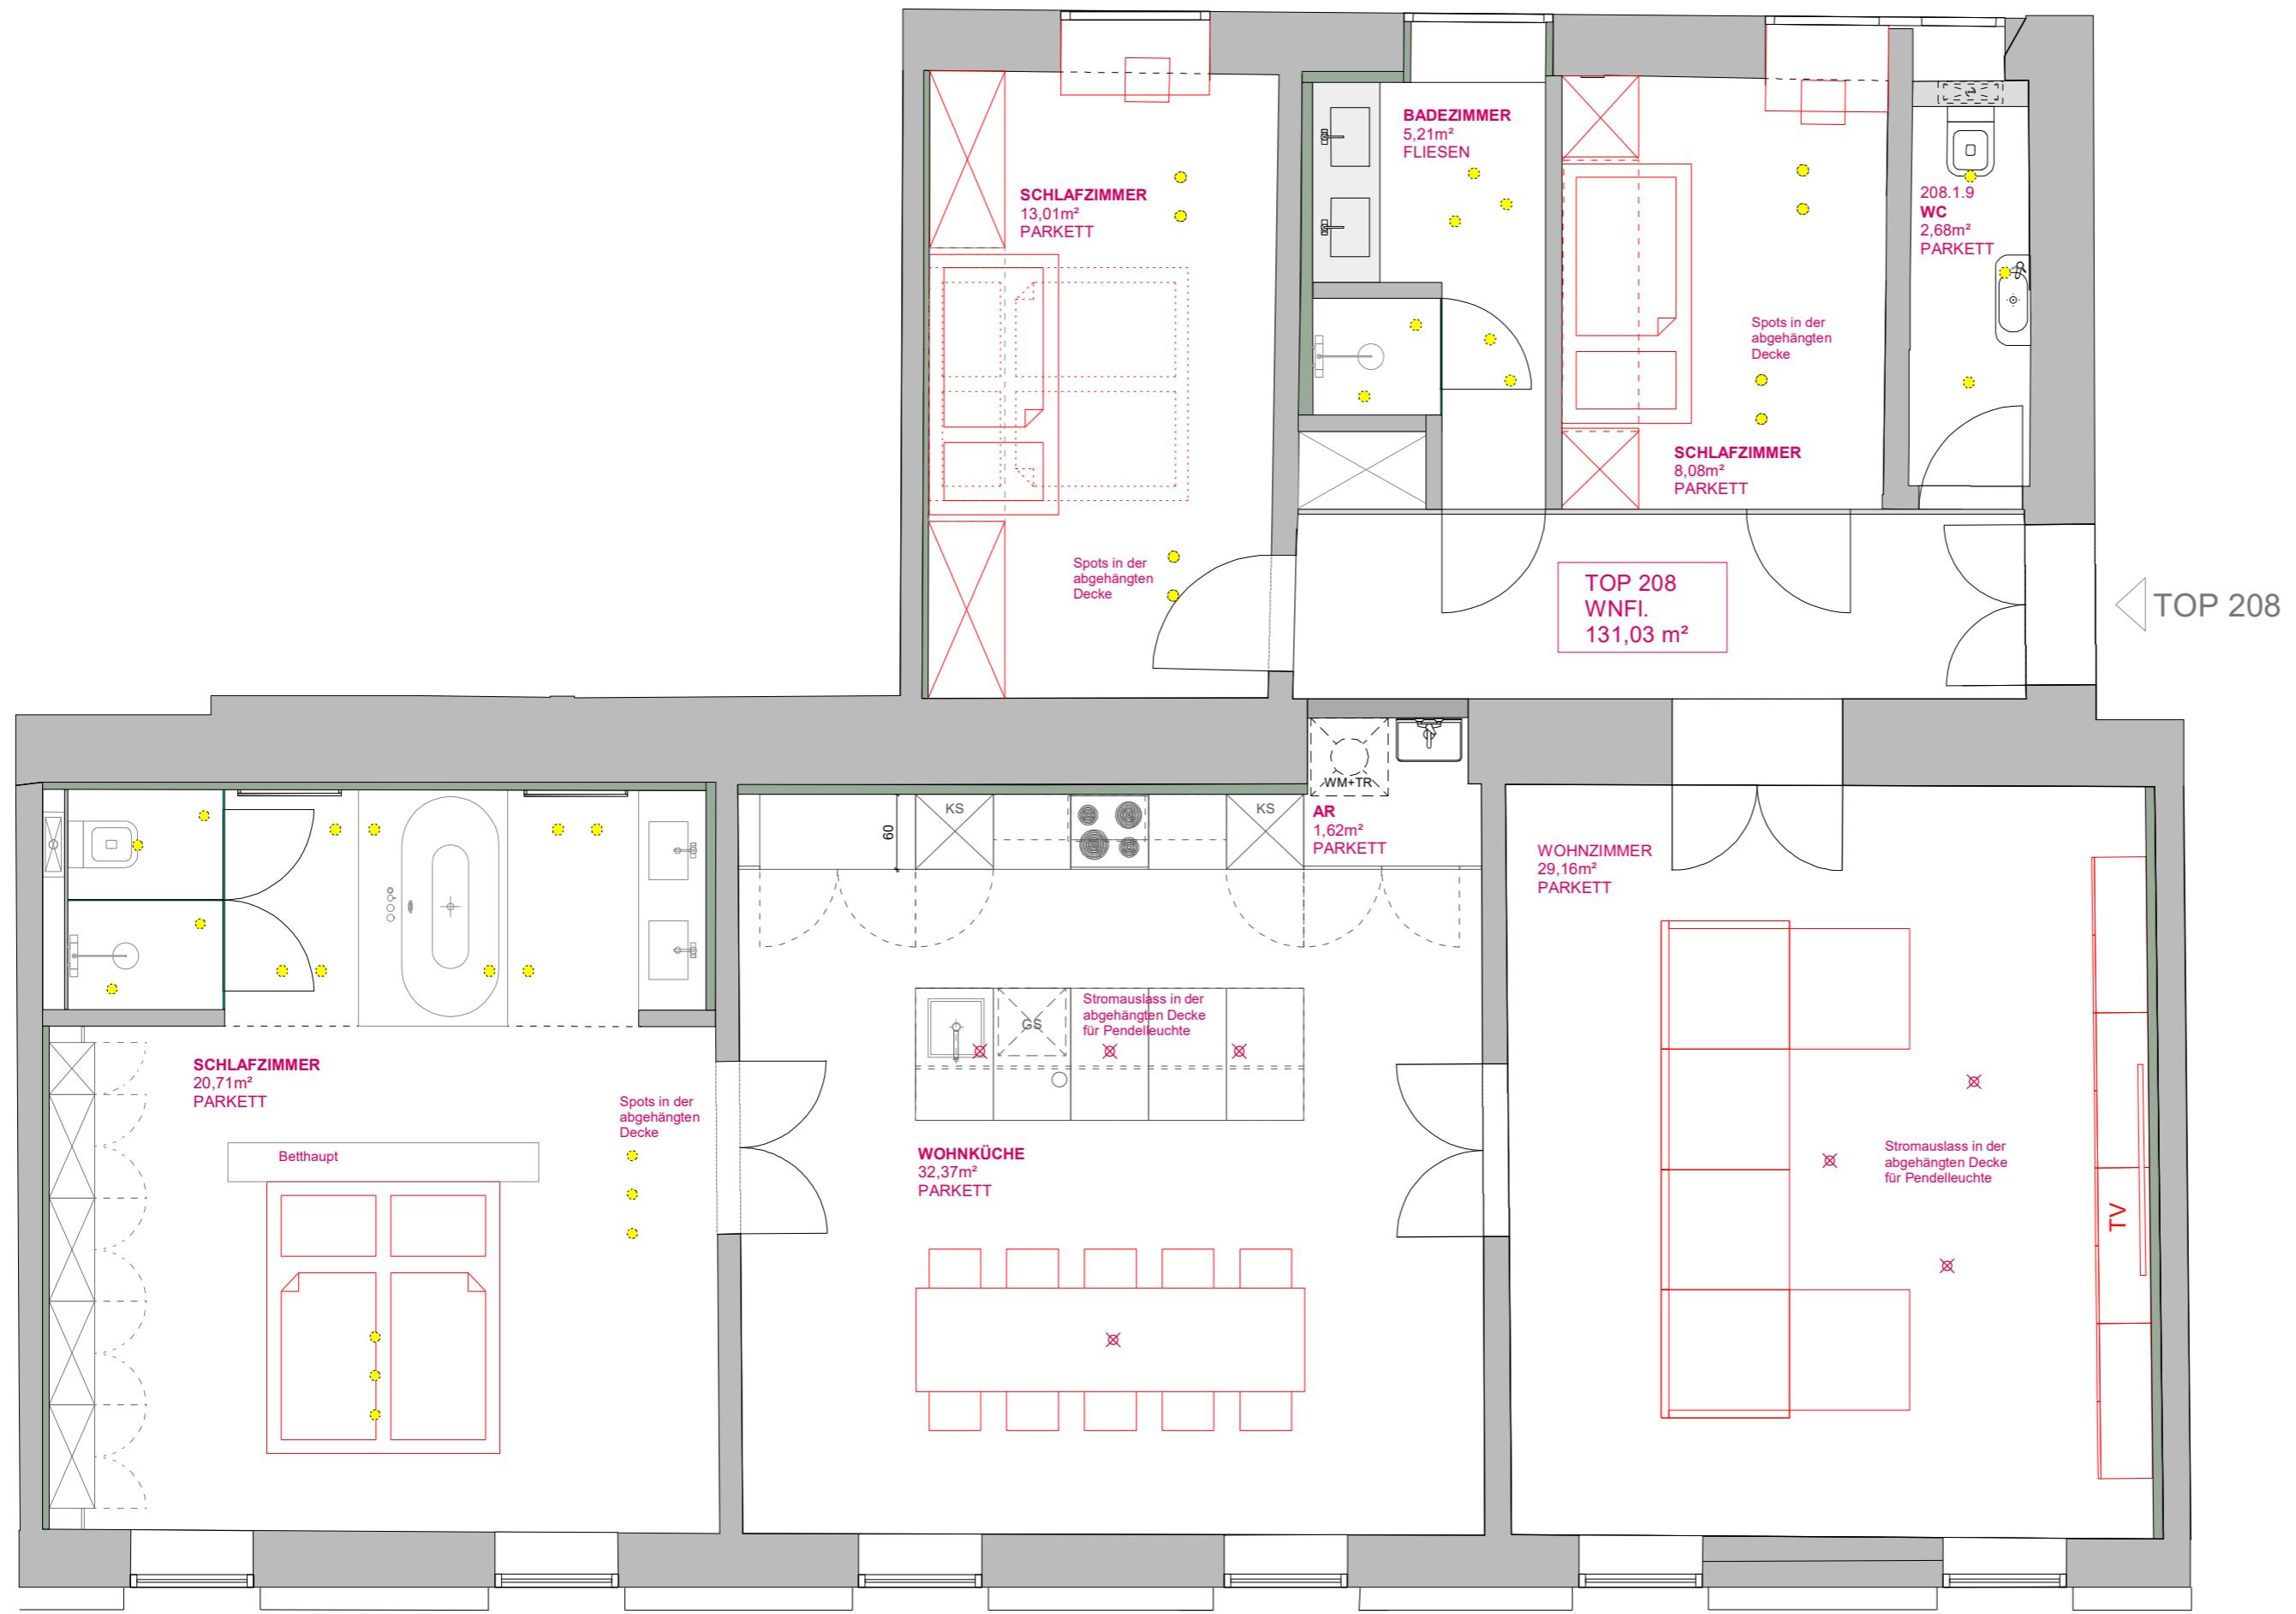 BADEZIMMER
5,21m²
FLIESEN
SCHLAFZIMMER
13,01m²
PARKETT
208.1.9
WC
2,68m²
PARKETT
Spots in der
abgehängten
Decke
SCHLAFZIMMER
8,08m²
PARKETT
Spots in der
abgehängten
Decke
TOP 208
WNFl.
131,03 m²
TOP 208
WM+TR
KS
KS
60
AR
1,62m²
PARKETT
WOHNZIMMER
29,16m²
PARKETT
Stromauslass in der
abgehängten Decke
für Pendelleuchte
GS
SCHLAFZIMMER
20,71m²
PARKETT
Spots in der
abgehängten
Decke
Betthaupt
WOHNKÜCHE
32,37m²
PARKETT
Stromauslass in der
abgehängten Decke
für Pendelleuchte
TV